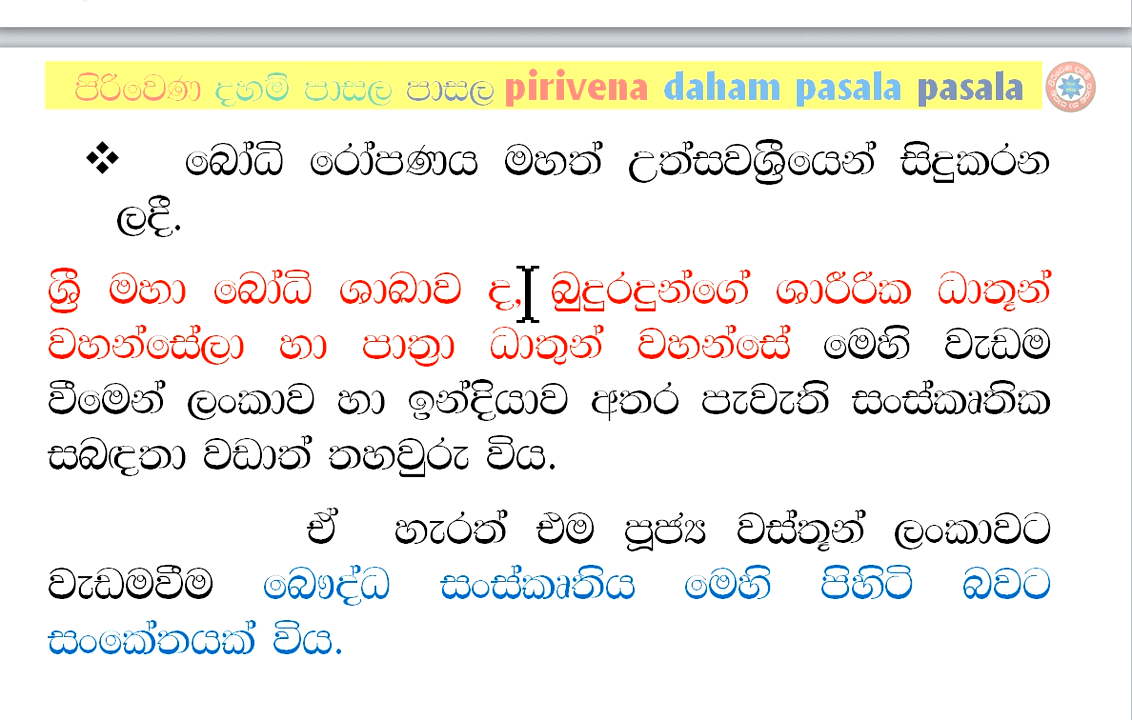 පිරිවෙණ දහම් පාසල පාසල pirivena daham pasala pasala
❖ බෝධි රෝපණය මහත් උත්සවශ්‍රීයෙන් සිදුකරන
ලදී.
ශ්‍රී මහා බෝධි ශාඛාව ද, බුදුරදුන්ගේ ශාරීරික ධාතූන්
වහන්සේලා හා පාත්‍රා ධාතූන් වහන්සේ මෙහි වැඩම
වීමෙන් ලංකාව හා ඉන්දියාව අතර පැවැති සංස්කෘතික
සබඳතා වඩාත් තහවුරු විය.
ඒ හැරත් එම පූජ්‍ය වස්තූන් ලංකාවට
වැඩමවීම බෞද්ධ සංස්කෘතිය මෙහි පිහිටි බවට
සංකේතයක් විය.